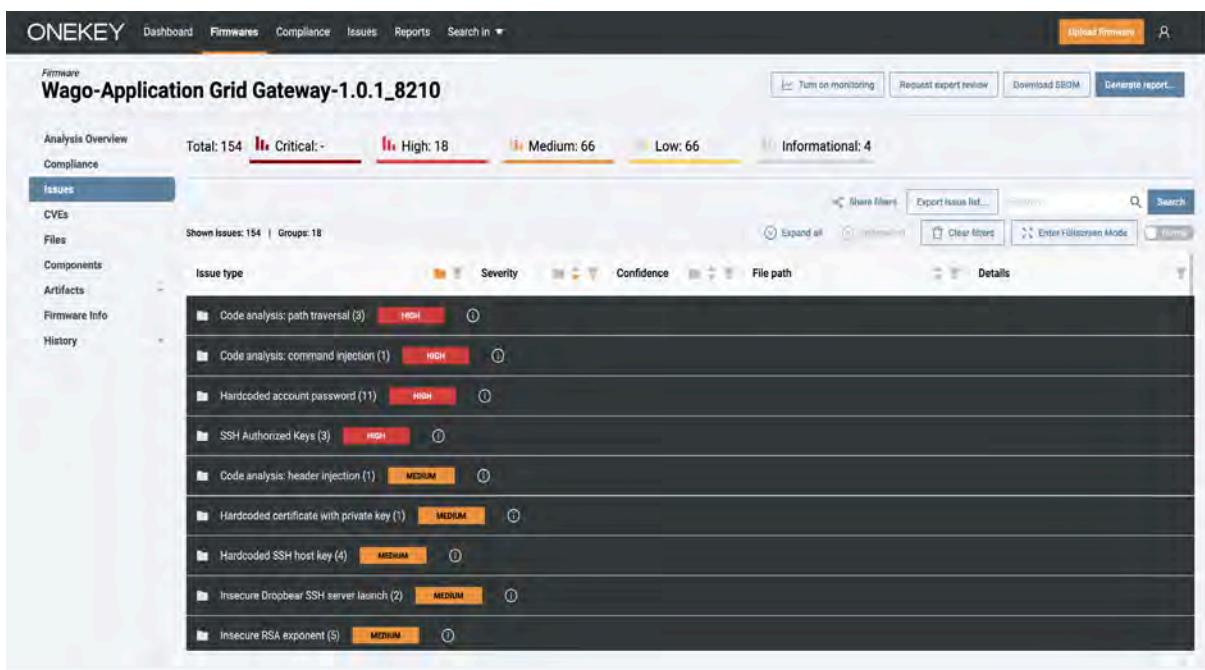 ONEKEY Dashboard Firmwares Compliance Issues Reports Search in Upload firmware
Firmware
Wago-Application Grid Gateway-1.0.1_8210
Turn on monitoring Request expert review Download SBOM Generate report...
Analysis Overview
Compliance
Issues
CVEs
Files
Components
Artifacts
Firmware Info
History
Total: 154 Critical: - High: 18 Medium: 66 Low: 66 Informational: 4
Share filters Export issue list... Search
Shown issues: 154 | Groups: 18 Expand all Clear filters Enter Fullscreen Mode
Issue type Severity Confidence File path Details
Code analysis: path traversal (3) HIGH
Code analysis: command injection (1) HIGH
Hardcoded account password (11) HIGH
SSH Authorized Keys (3) HIGH
Code analysis: header injection (1) MEDIUM
Hardcoded certificate with private key (1) MEDIUM
Hardcoded SSH host key (4) MEDIUM
Insecure Dropbear SSH server launch (2) MEDIUM
Insecure RSA exponent (5) MEDIUM